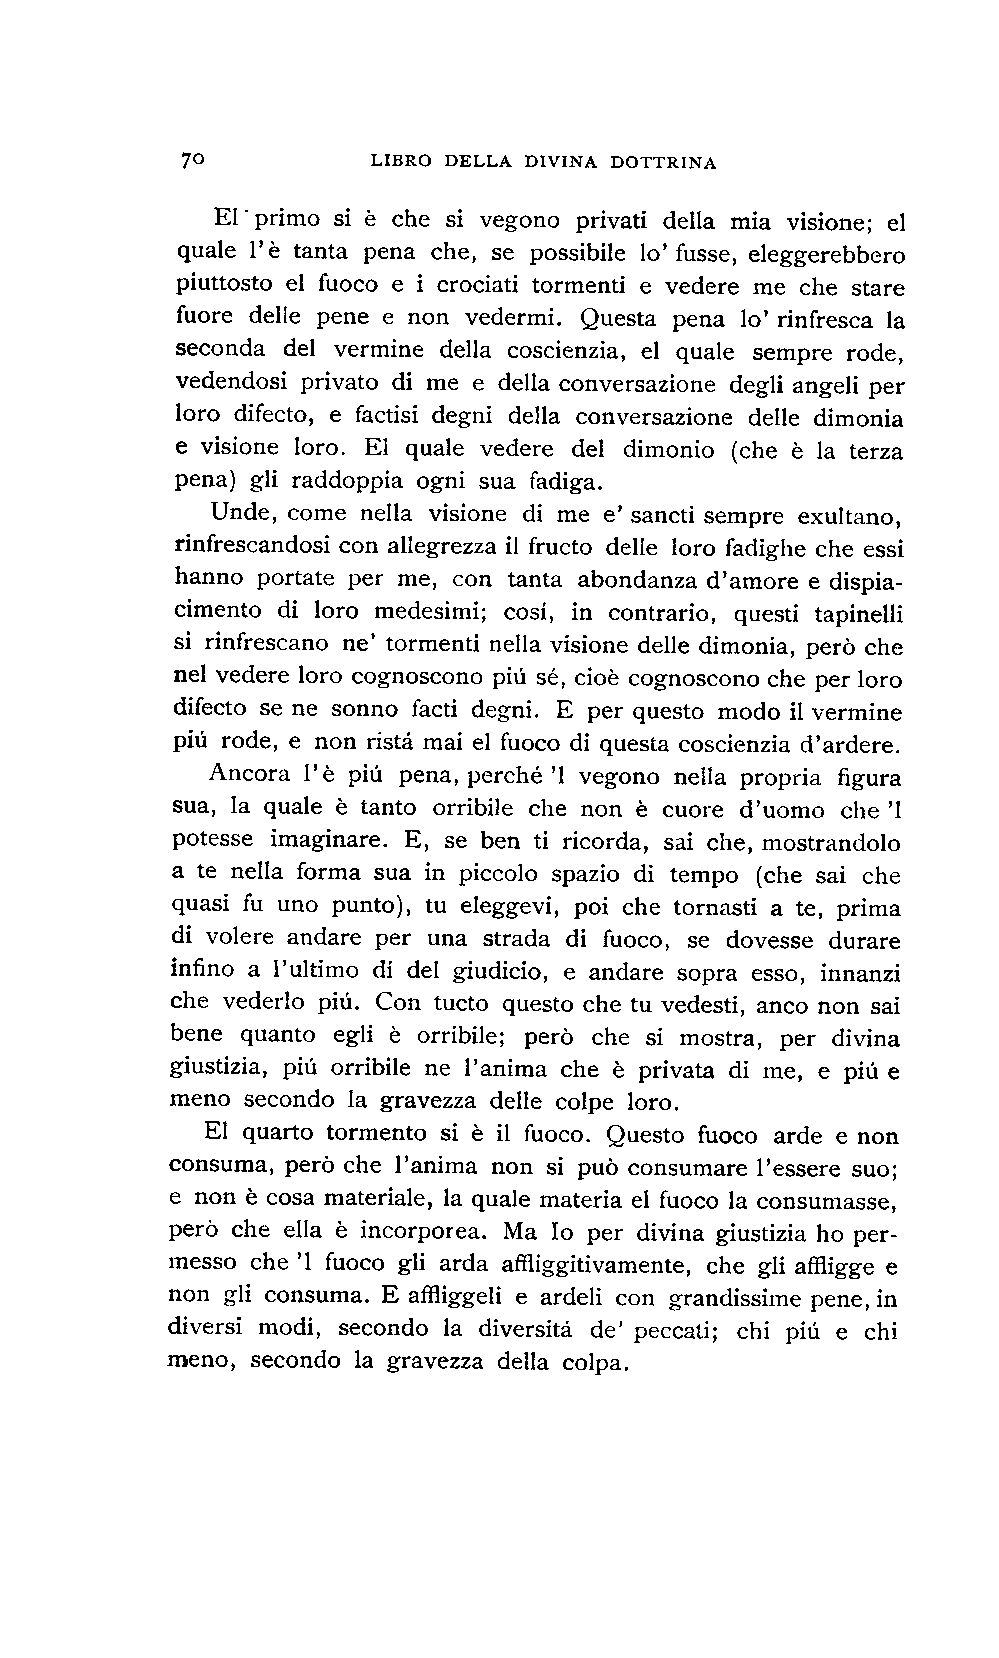 70 LIBRO DELLA DIVINA DOTTRINA
El primo si è che si vegono privati della mia visione; el
quale l'è tanta pena che, se possibile lo' fusse, eleggerebbero
piuttosto el fuoco e i crociati tormenti e vedere me che stare
fuore delle pene e non vedermi. Questa pena lo' rinfresca la
seconda del vermine della coscienzia, el quale sempre rode,
vedendosi privato di me e della conversazione degli angeli per
loro difecto, e factisi degni della conversazione delle dimonia
e visione loro. El quale vedere del dimonio (che è la terza
pena) gli raddoppia ogni sua fadiga.
Unde, come nella visione di me e' sancti sempre exultano,
rinfrescandosi con allegrezza il fructo delle loro fadighe che essi
hanno portate per me, con tanta abondanza d'amore e dispia-
cimento di loro medesimi; cosí, in contrario, questi tapinelli
si rinfrescano ne' tormenti nella visione delle dimonia, però che
nel vedere loro cognoscono piú sé, cioè cognoscono che per loro
difecto se ne sonno facti degni. E per questo modo il vermine
piú rode, e non ristá mai el fuoco di questa coscienzia d'ardere.
Ancora l'è piú pena, perché 'l vegono nella propria figura
sua, la quale è tanto orribile che non è cuore d'uomo che 'l
potesse imaginare. E, se ben ti ricorda, sai che, mostrandolo
a te nella forma sua in piccolo spazio di tempo (che sai che
quasi fu uno punto), tu eleggevi, poi che tornasti a te, prima
di volere andare per una strada di fuoco, se dovesse durare
infino a l'ultimo dí del giudicio, e andare sopra esso, innanzi
che vederlo piú. Con tucto questo che tu vedesti, anco non sai
bene quanto egli è orribile; però che si mostra, per divina
giustizia, piú orribile ne l'anima che è privata di me, e piú e
meno secondo la gravezza delle colpe loro.
El quarto tormento si è il fuoco. Questo fuoco arde e non
consuma, però che l'anima non si può consumare l'essere suo;
e non è cosa materiale, la quale materia el fuoco la consumasse,
però che ella è incorporea. Ma Io per divina giustizia ho per-
messo che 'l fuoco gli arda affliggitivamente, che gli affligge e
non gli consuma. E affliggeli e ardeli con grandissime pene, in
diversi modi, secondo la diversitá de' peccati; chi piú e chi
meno, secondo la gravezza della colpa.